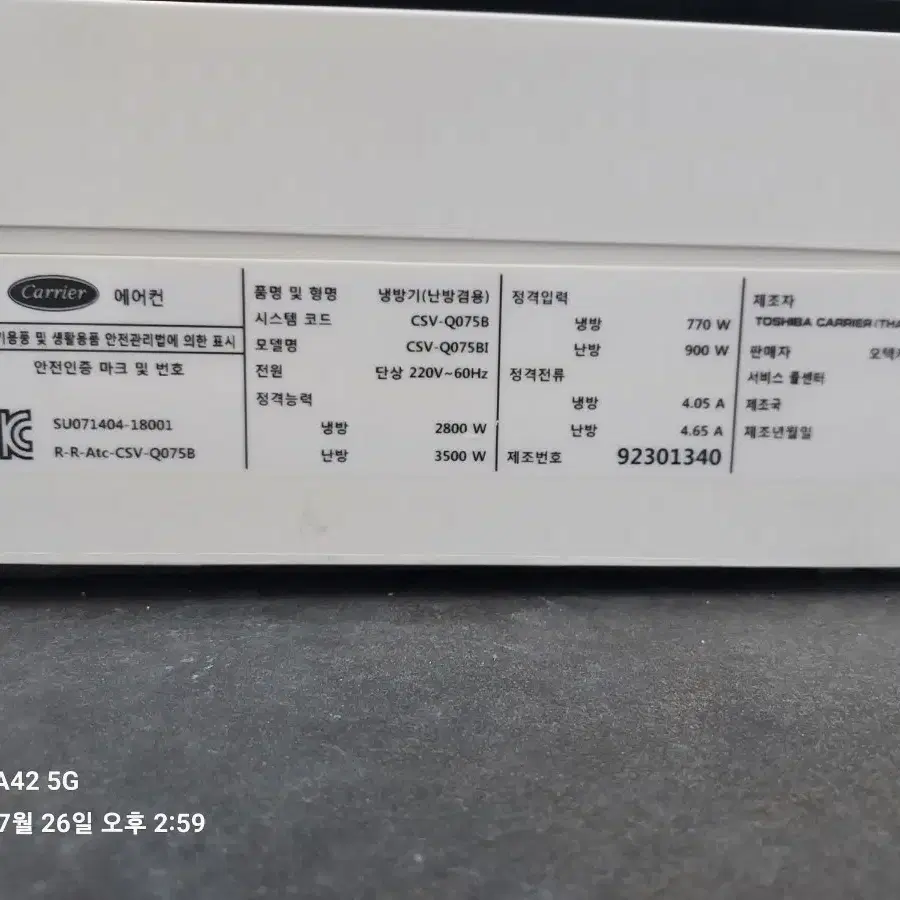 Carrier 에어컨
기용품 및 생활용품 안전관리법에 의한 표시
안전인증 마크 및 번호
SU071404-18001
R-R-Atc-CSV-Q075B
품명 및 형명 냉방기(난방겸용)
시스템 코드 CSV-Q075B
모델명 CSV-Q075BI
전원 단상 220V~60Hz
정격능력
냉방 2800 W
난방 3500 W
정격입력
냉방 770 W
난방 900 W
정격전류
냉방 4.05 A
난방 4.65 A
제조번호 92301340
제조자
TOSHIBA CARRIER (THA
판매자 오텍
서비스 콜센터
제조국
제조년월일
A42 5G
7월 26일 오후 2:59